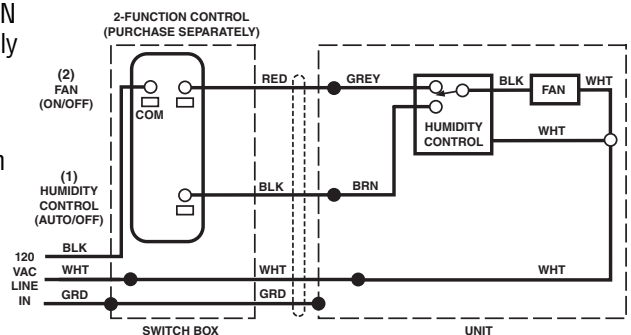 N
ly
n
2-FUNCTION CONTROL
(PURCHASE SEPARATELY)
(2)
FAN
(ON/OFF)
COM
RED
GREY
BLK
FAN
WHT
HUMIDITY
CONTROL
WHT
(1)
HUMIDITY
CONTROL
(AUTO/OFF)
BLK
BRN
120
VAC
LINE
IN
BLK
WHT
WHT
WHT
GRD
GRD
SWITCH BOX
UNIT